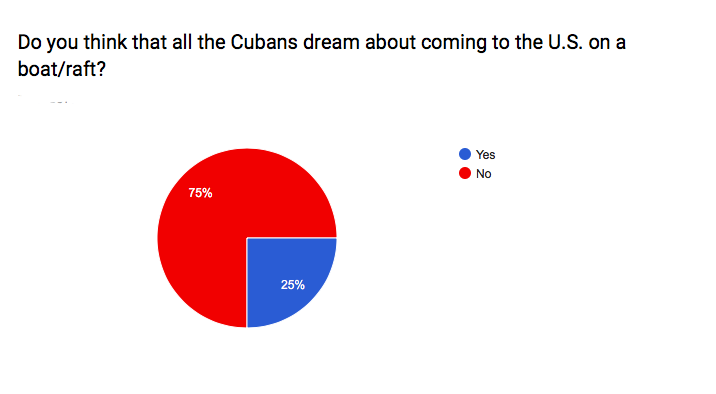 Do you think that all the Cubans dream about coming to the U.S. on a
boat/raft?
Yes
No
75%
25%